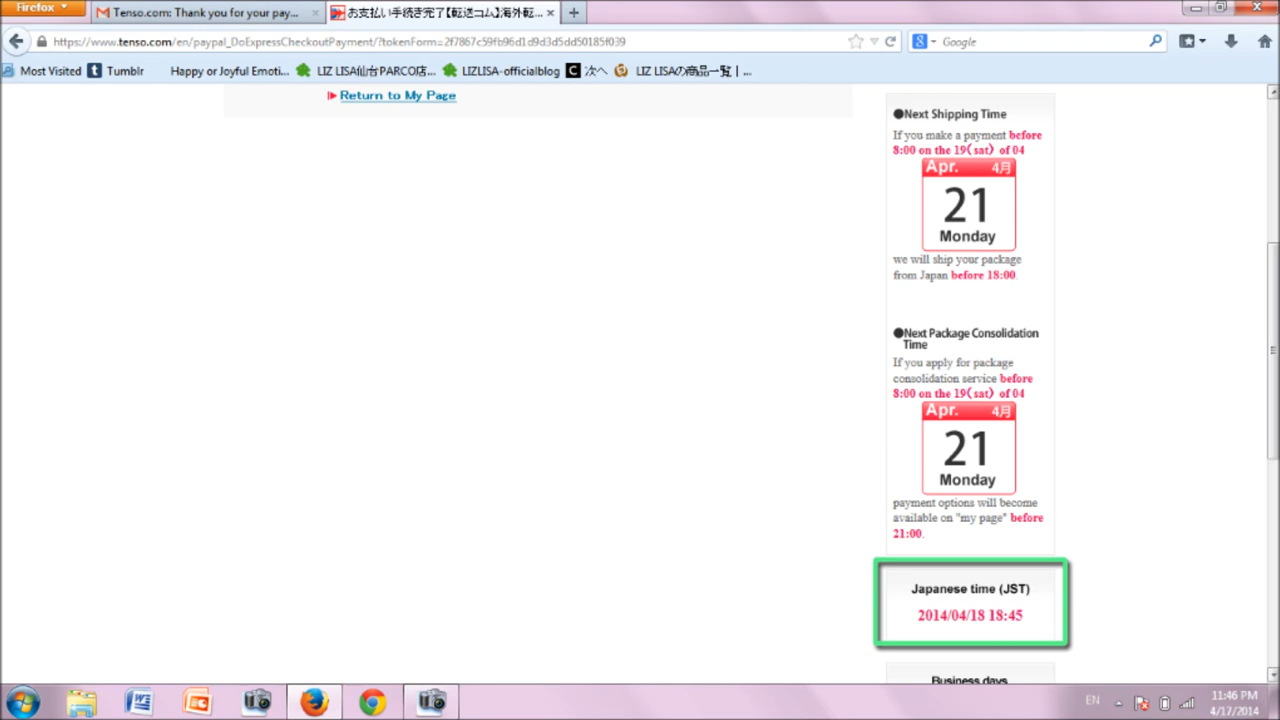 Firefox
Tenso.com: Thank you for your pay...
お支払い手続き完了【転送コム】海外転...
https://www.tenso.com/en/paypal_DoExpressCheckoutPayment/?tokenForm=2f7867c59fb96d1d9d3d5dd50185f039
Google
Most Visited
Tumblr
Happy or Joyful Emoti...
LIZ LISA仙台PARCO店...
LIZLISA-officialblog
次へ
LIZ LISAの商品一覧 | ...
Return to My Page
●Next Shipping Time
If you make a payment before
8:00 on the 19(sat) of 04
Apr. 4月
21
Monday
we will ship your package
from Japan before 18:00.
●Next Package Consolidation
Time
If you apply for package
consolidation service before
8:00 on the 19(sat) of 04
Apr. 4月
21
Monday
payment options will become
available on "my page" before
21:00.
Japanese time (JST)
2014/04/18 18:45
Business days
EN
11:46 PM
4/17/2014